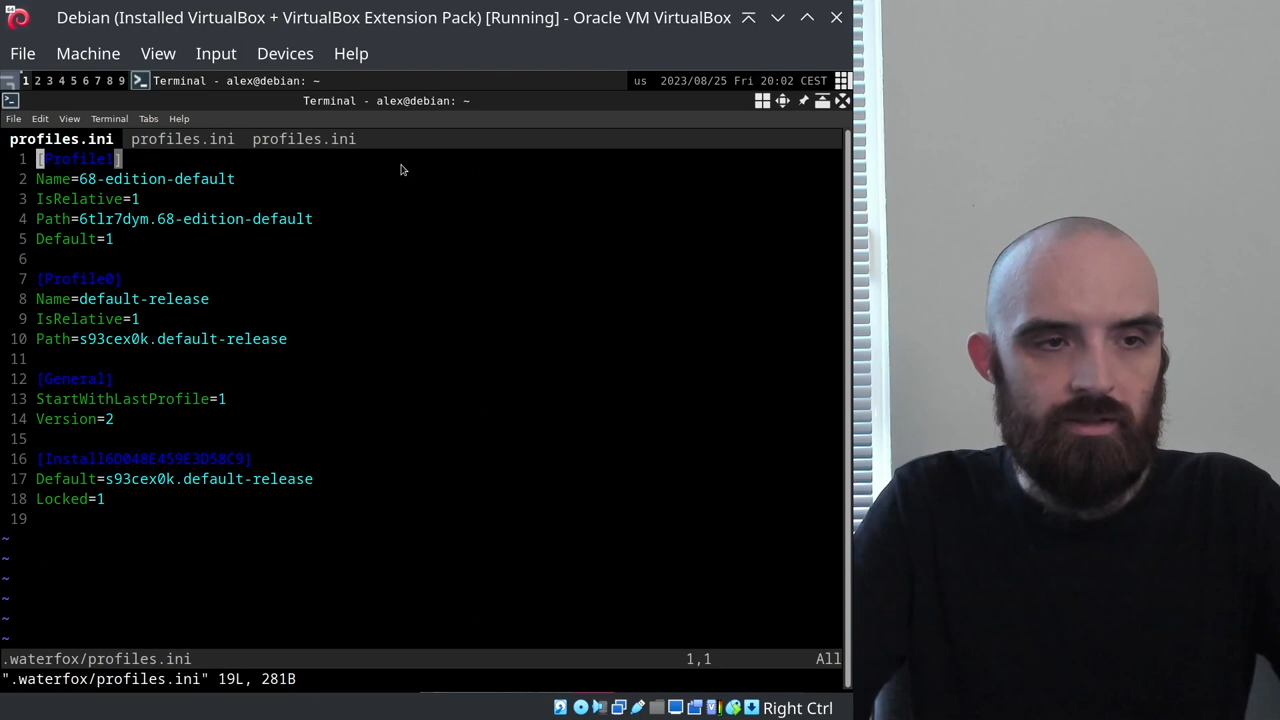 Debian (Installed VirtualBox + VirtualBox Extension Pack) [Running] - Oracle VM VirtualBox
File Machine View Input Devices Help
1 2 3 4 5 6 7 8 9 Terminal - alex@debian: ~ us 2023/08/25 Fri 20:02 CEST
Terminal - alex@debian: ~
File Edit View Terminal Tabs Help
profiles.ini profiles.ini profiles.ini
1 [Profile1]
2 Name=68-edition-default
3 IsRelative=1
4 Path=6tlr7dym.68-edition-default
5 Default=1
6
7 [Profile0]
8 Name=default-release
9 IsRelative=1
10 Path=s93cex0k.default-release
11
12 [General]
13 StartWithLastProfile=1
14 Version=2
15
16 [Install6D048E459E3D58C9]
17 Default=s93cex0k.default-release
18 Locked=1
19
~
~
~
~
~
~
.waterfox/profiles.ini 1,1 All
".waterfox/profiles.ini" 19L, 281B
Right Ctrl